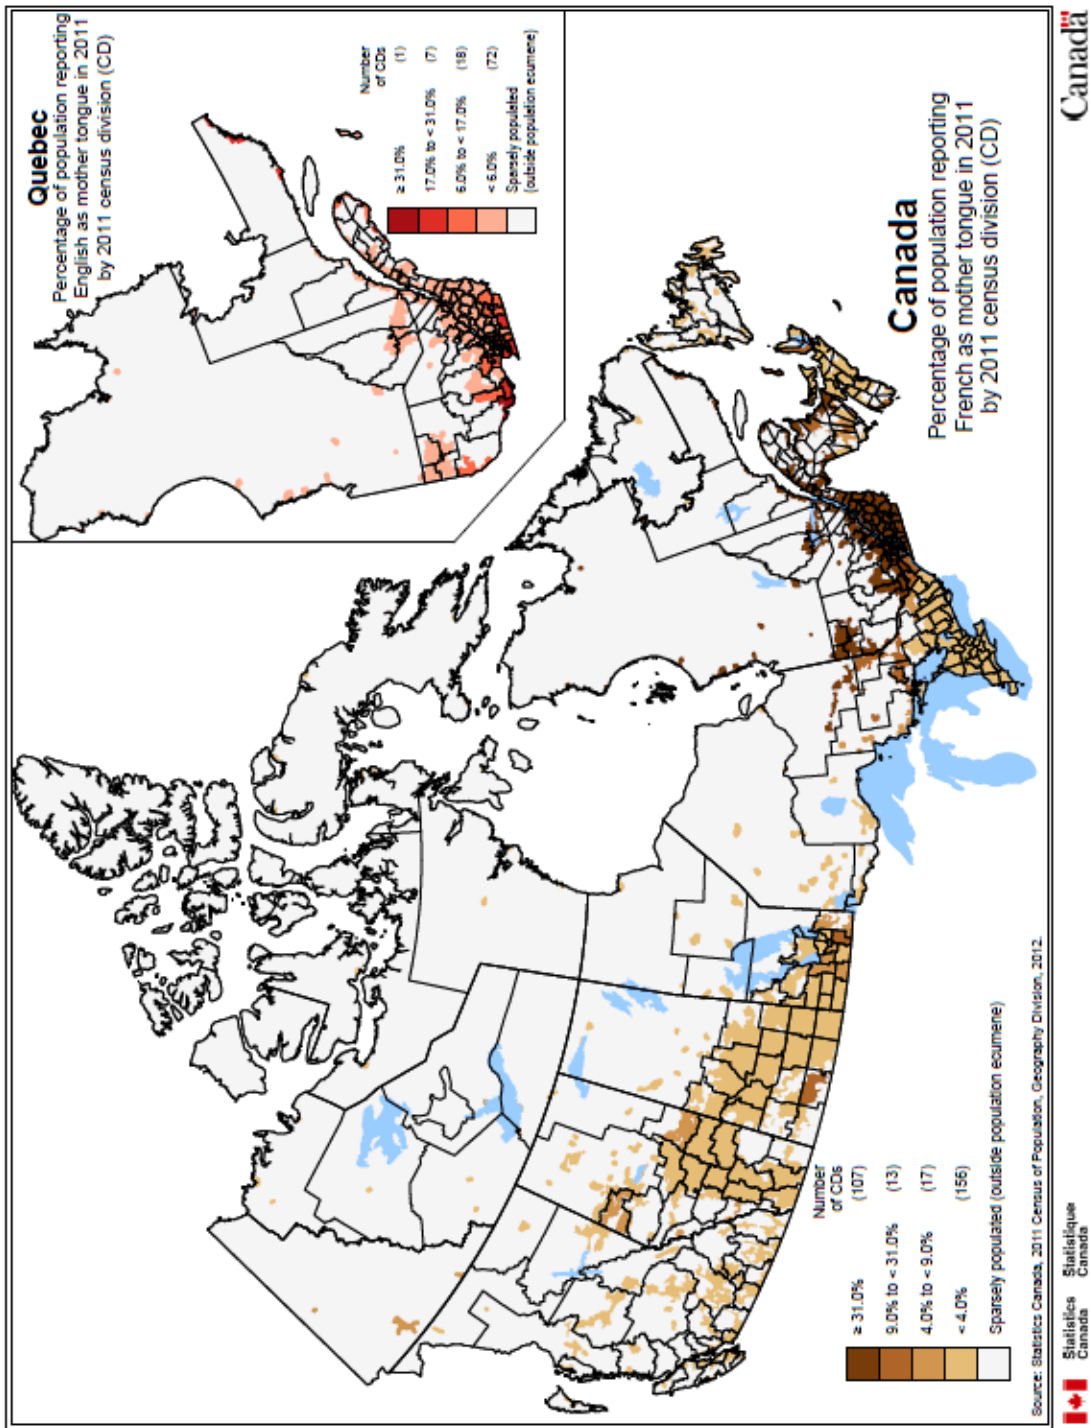 Quebec
Percentage of population reporting
English as mother tongue in 2011
by 2011 census division (CD)
Number
of CDs
≥ 31.0% (1)
17.0% to < 31.0% (7)
6.0% to < 17.0% (18)
< 6.0% (72)
Sparsely populated
(outside population ecumene)
Canada
Percentage of population reporting
French as mother tongue in 2011
by 2011 census division (CD)
Number
of CDs
≥ 31.0% (107)
9.0% to < 31.0% (13)
4.0% to < 9.0% (17)
< 4.0% (156)
Sparsely populated (outside population ecumene)
Source: Statistics Canada, 2011 Census of Population, Geography Division, 2012.
Statistics Statistique
Canada Canada
Canada